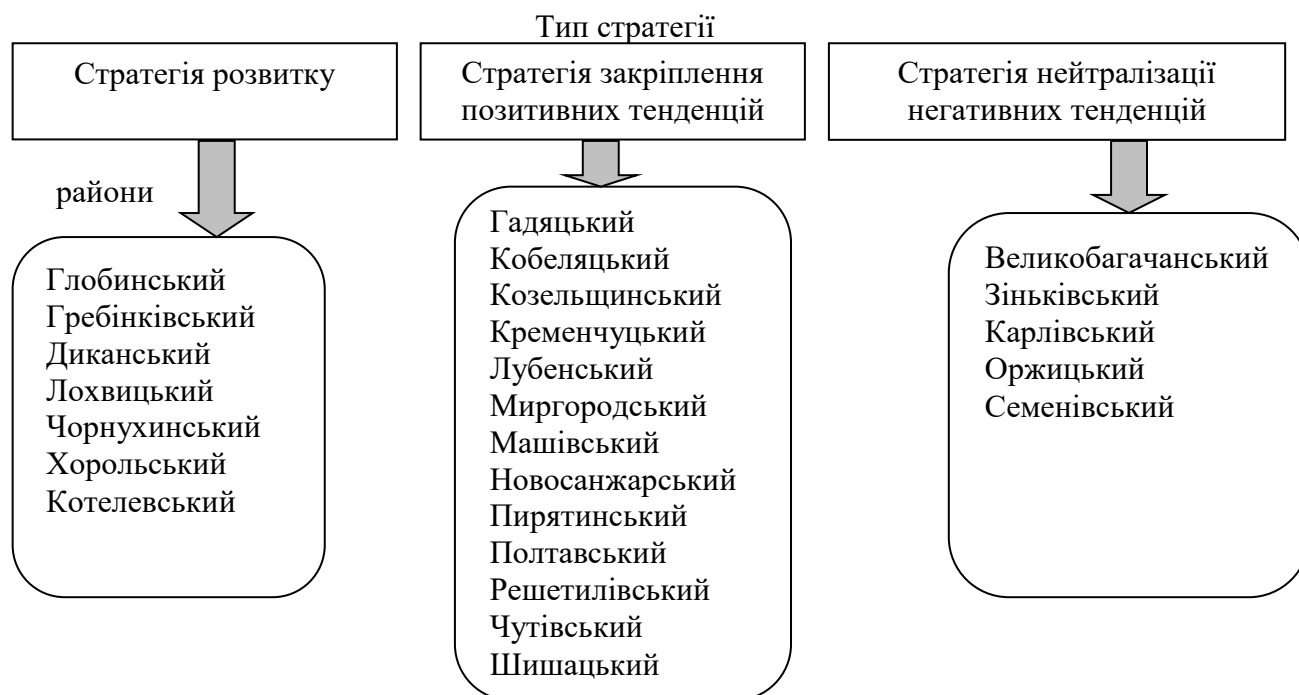 Тип стратегії
Стратегія розвитку
Стратегія закріплення
позитивних тенденцій
Стратегія нейтралізації
негативних тенденцій
райони
Глобинський
Гребінківський
Диканський
Лохвицький
Чорнухинський
Хорольський
Котелевський
Гадяцький
Кобеляцький
Козельщинський
Кременчуцький
Лубенський
Миргородський
Машівський
Новосанжарський
Пирятинський
Полтавський
Решетилівський
Чутівський
Шишацький
Великобагачанський
Зіньківський
Карлівський
Оржицький
Семенівський